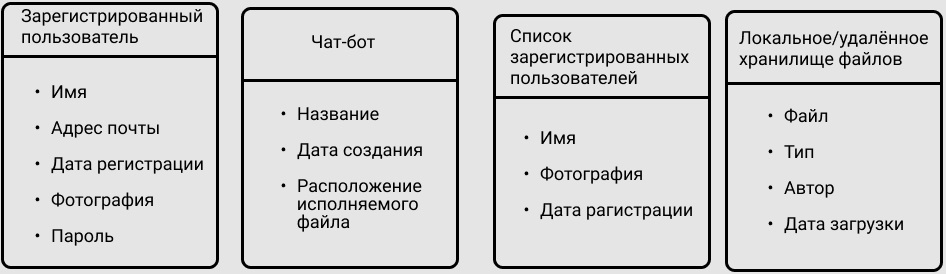 Зарегистрированный
пользователь
• Имя
• Адрес почты
• Дата регистрации
• Фотография
• Пароль
Чат-бот
• Название
• Дата создания
• Расположение
исполняемого
файла
Список
зарегистрированных
пользователей
• Имя
• Фотография
• Дата рагистрации
Локальное/удалённое
хранилище файлов
• Файл
• Тип
• Автор
• Дата загрузки